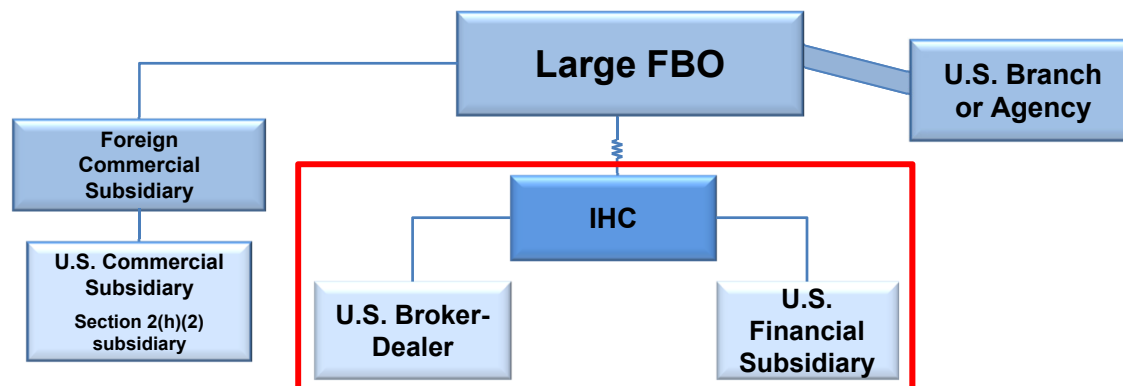 Large FBO
U.S. Branch
or Agency
Foreign
Commercial
Subsidiary
IHC
U.S. Commercial
Subsidiary
Section 2(h)(2)
subsidiary
U.S. Broker-
Dealer
U.S.
Financial
Subsidiary